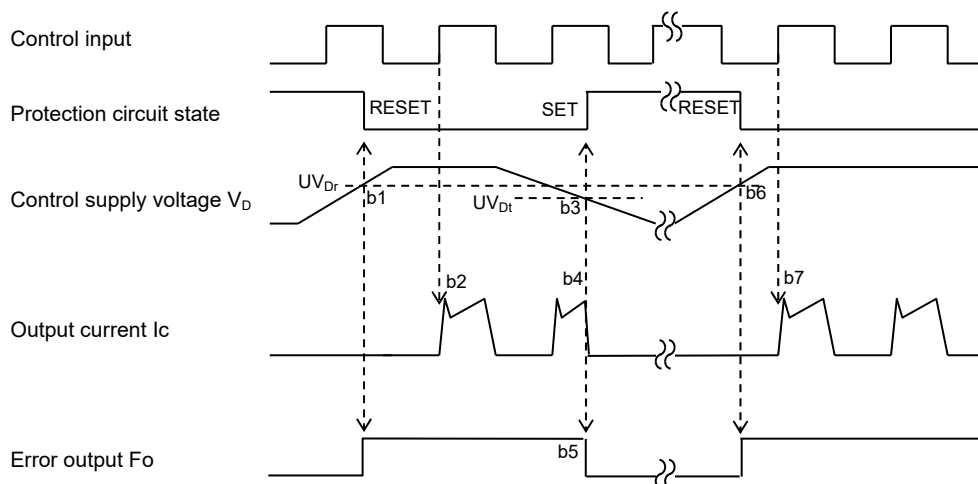 Control input
Protection circuit state
RESET
SET
RESET
Control supply voltage VD
UVDr
b1
UVDt
b3
b6
b2
b4
b7
Output current Ic
Error output Fo
b5